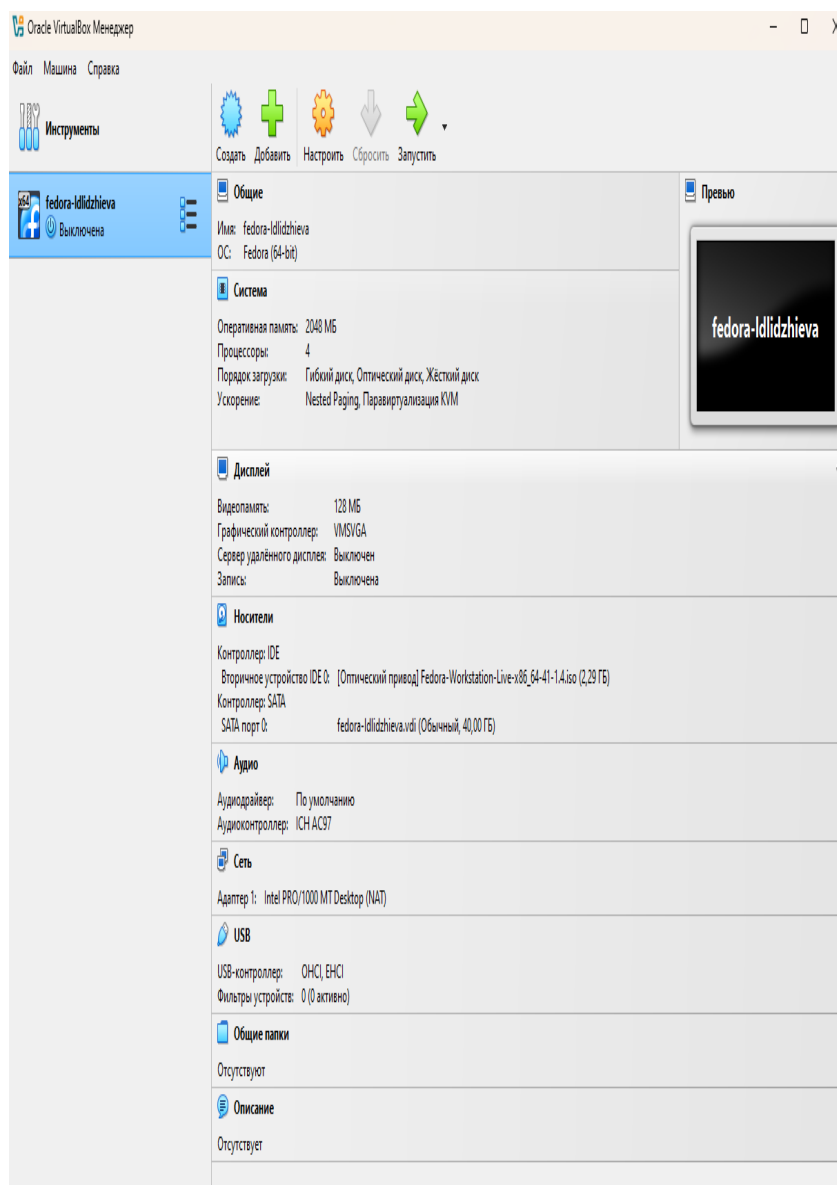 Oracle VirtualBox Менеджер
Файл Машина Справка
Инструменты
Создать Добавить Настроить Сбросить Запустить
x64
fedora-ldlidzhieva
Выключена
Общие
Имя: fedora-ldlidzhieva
ОС: Fedora (64-bit)
Превью
fedora-ldlidzhieva
Система
Оперативная память: 2048 МБ
Процессоры: 4
Порядок загрузки: Гибкий диск, Оптический диск, Жёсткий диск
Ускорение: Nested Paging, Паравиртуализация KVM
Дисплей
Видеопамять: 128 МБ
Графический контроллер: VMSVGA
Сервер удалённого дисплея: Выключен
Запись: Выключена
Носители
Контроллер: IDE
Вторичное устройство IDE 0: [Оптический привод] Fedora-Workstation-Live-x86_64-41-1.4.iso (2,29 ГБ)
Контроллер: SATA
SATA порт 0: fedora-ldlidzhieva.vdi (Обычный, 40,00 ГБ)
Аудио
Аудиодрайвер: По умолчанию
Аудиоконтроллер: ICH AC97
Сеть
Адаптер 1: Intel PRO/1000 MT Desktop (NAT)
USB
USB-контроллер: OHCI, EHCI
Фильтры устройств: 0 (0 активно)
Общие папки
Отсутствуют
Описание
Отсутствует